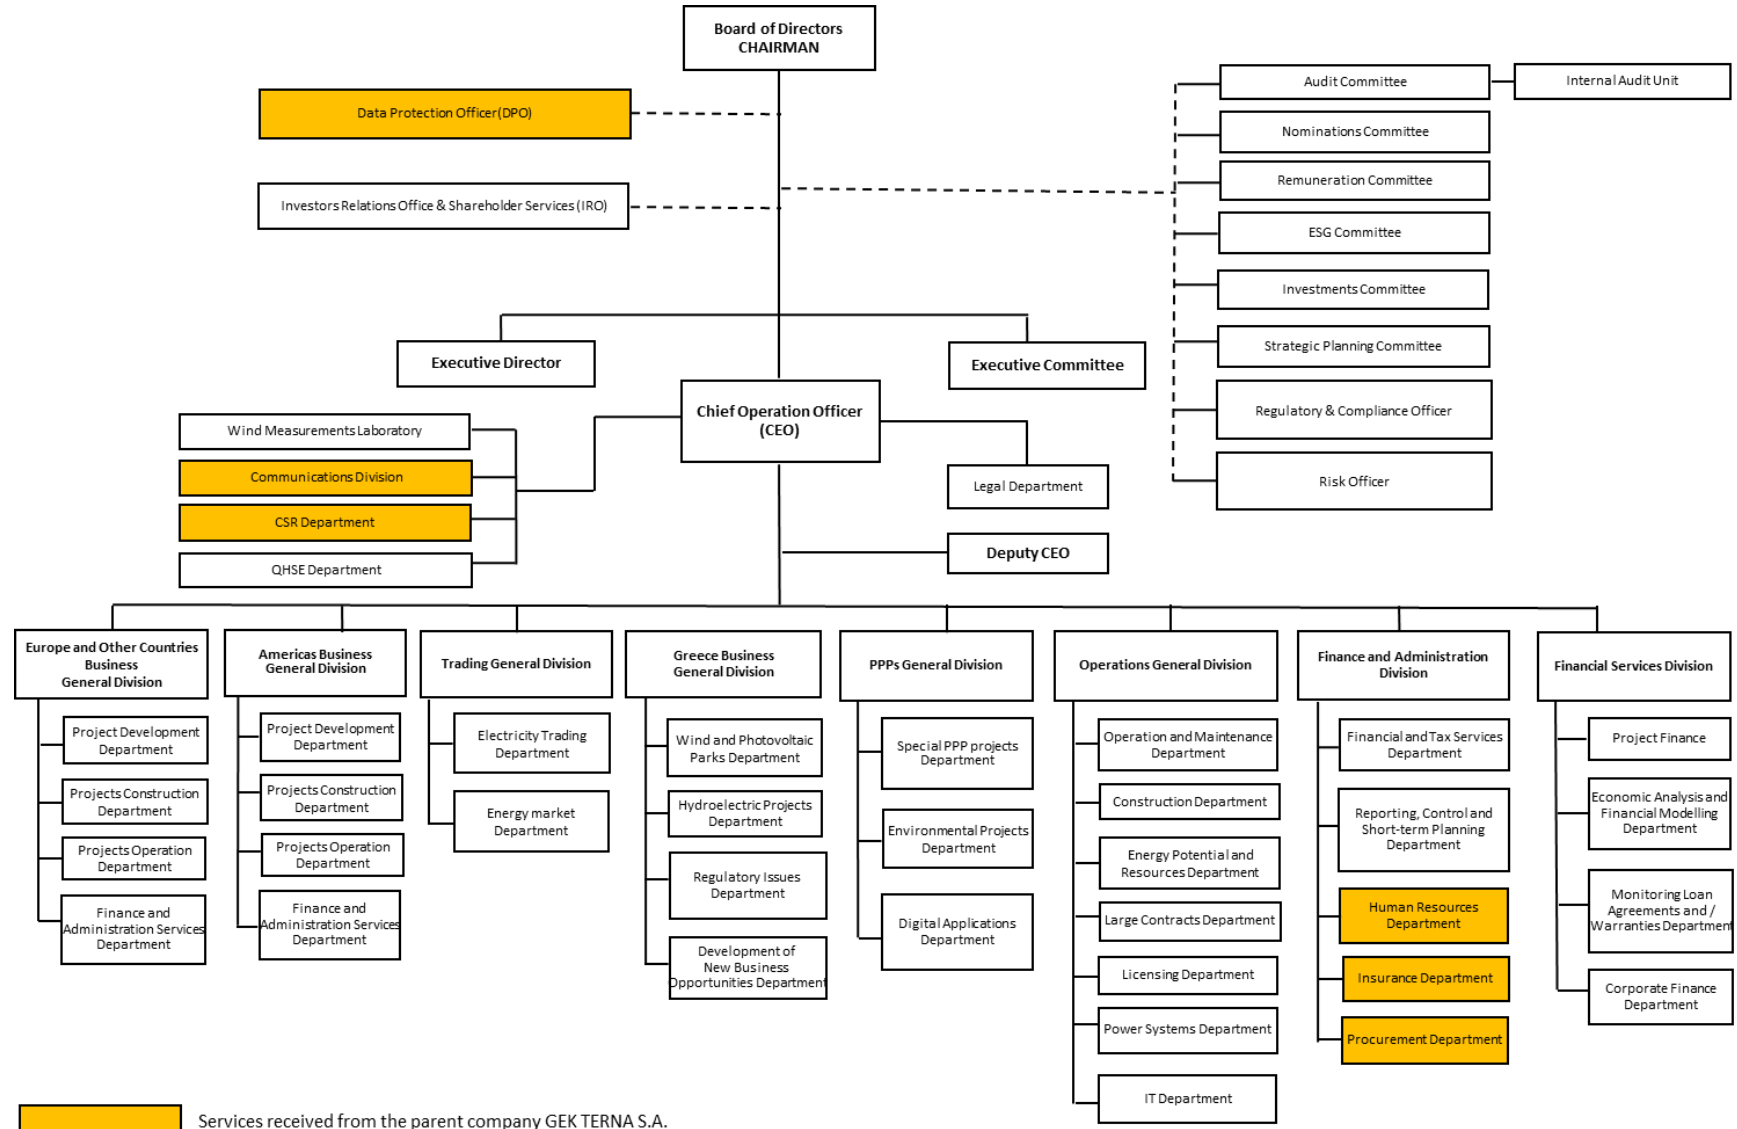 Board of Directors
CHAIRMAN
Data Protection Officer(DPO)
Investors Relations Office & Shareholder Services (IRO)
Audit Committee
Internal Audit Unit
Nominations Committee
Remuneration Committee
ESG Committee
Investments Committee
Strategic Planning Committee
Regulatory & Compliance Officer
Risk Officer
Executive Director
Executive Committee
Chief Operation Officer
(CEO)
Wind Measurements Laboratory
Communications Division
CSR Department
QHSE Department
Legal Department
Deputy CEO
Europe and Other Countries
Business
General Division
Project Development
Department
Projects Construction
Department
Projects Operation
Department
Finance and
Administration Services
Department
Americas Business
General Division
Project Development
Department
Projects Construction
Department
Projects Operation
Department
Finance and
Administration Services
Department
Trading General Division
Electricity Trading
Department
Energy market
Department
Greece Business
General Division
Wind and Photovoltaic
Parks Department
Hydroelectric Projects
Department
Regulatory Issues
Department
Development of
New Business
Opportunities Department
PPPs General Division
Special PPP projects
Department
Environmental Projects
Department
Digital Applications
Department
Operations General Division
Operation and Maintenance
Department
Construction Department
Energy Potential and
Resources Department
Large Contracts Department
Licensing Department
Power Systems Department
IT Department
Finance and Administration
Division
Financial and Tax Services
Department
Reporting, Control and
Short-term Planning
Department
Human Resources
Department
Insurance Department
Procurement Department
Financial Services Division
Project Finance
Economic Analysis and
Financial Modelling
Department
Monitoring Loan
Agreements and /
Warranties Department
Corporate Finance
Department
Services received from the parent company GEK TERNA S.A.